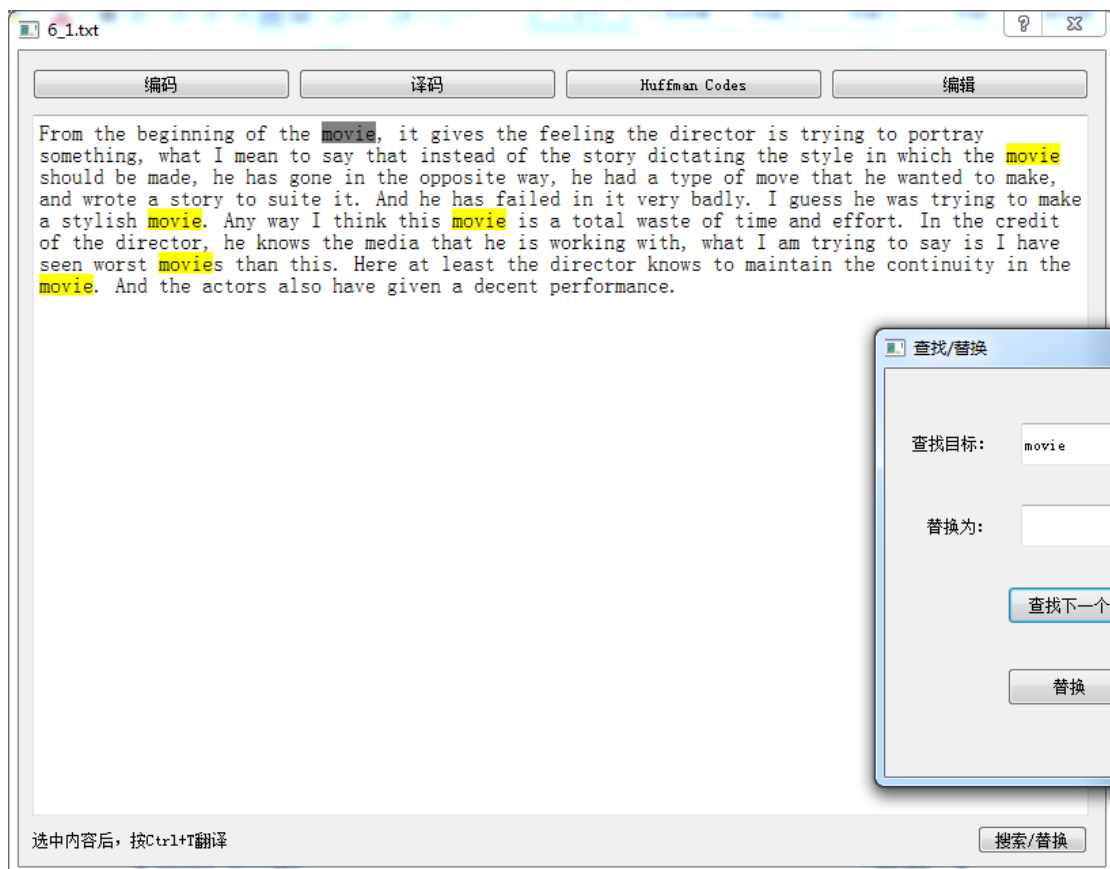 6_1.txt
编码 译码 Huffman Codes 编辑
From the beginning of the movie, it gives the feeling the director is trying to portray
something, what I mean to say that instead of the story dictating the style in which the movie
should be made, he has gone in the opposite way, he had a type of move that he wanted to make,
and wrote a story to suite it. And he has failed in it very badly. I guess he was trying to make
a stylish movie. Any way I think this movie is a total waste of time and effort. In the credit
of the director, he knows the media that he is working with, what I am trying to say is I have
seen worst movies than this. Here at least the director knows to maintain the continuity in the
movie. And the actors also have given a decent performance.
查找/替换
查找目标: movie
替换为:
查找下一个
替换
选中内容后，按Ctrl+T翻译
搜索/替换